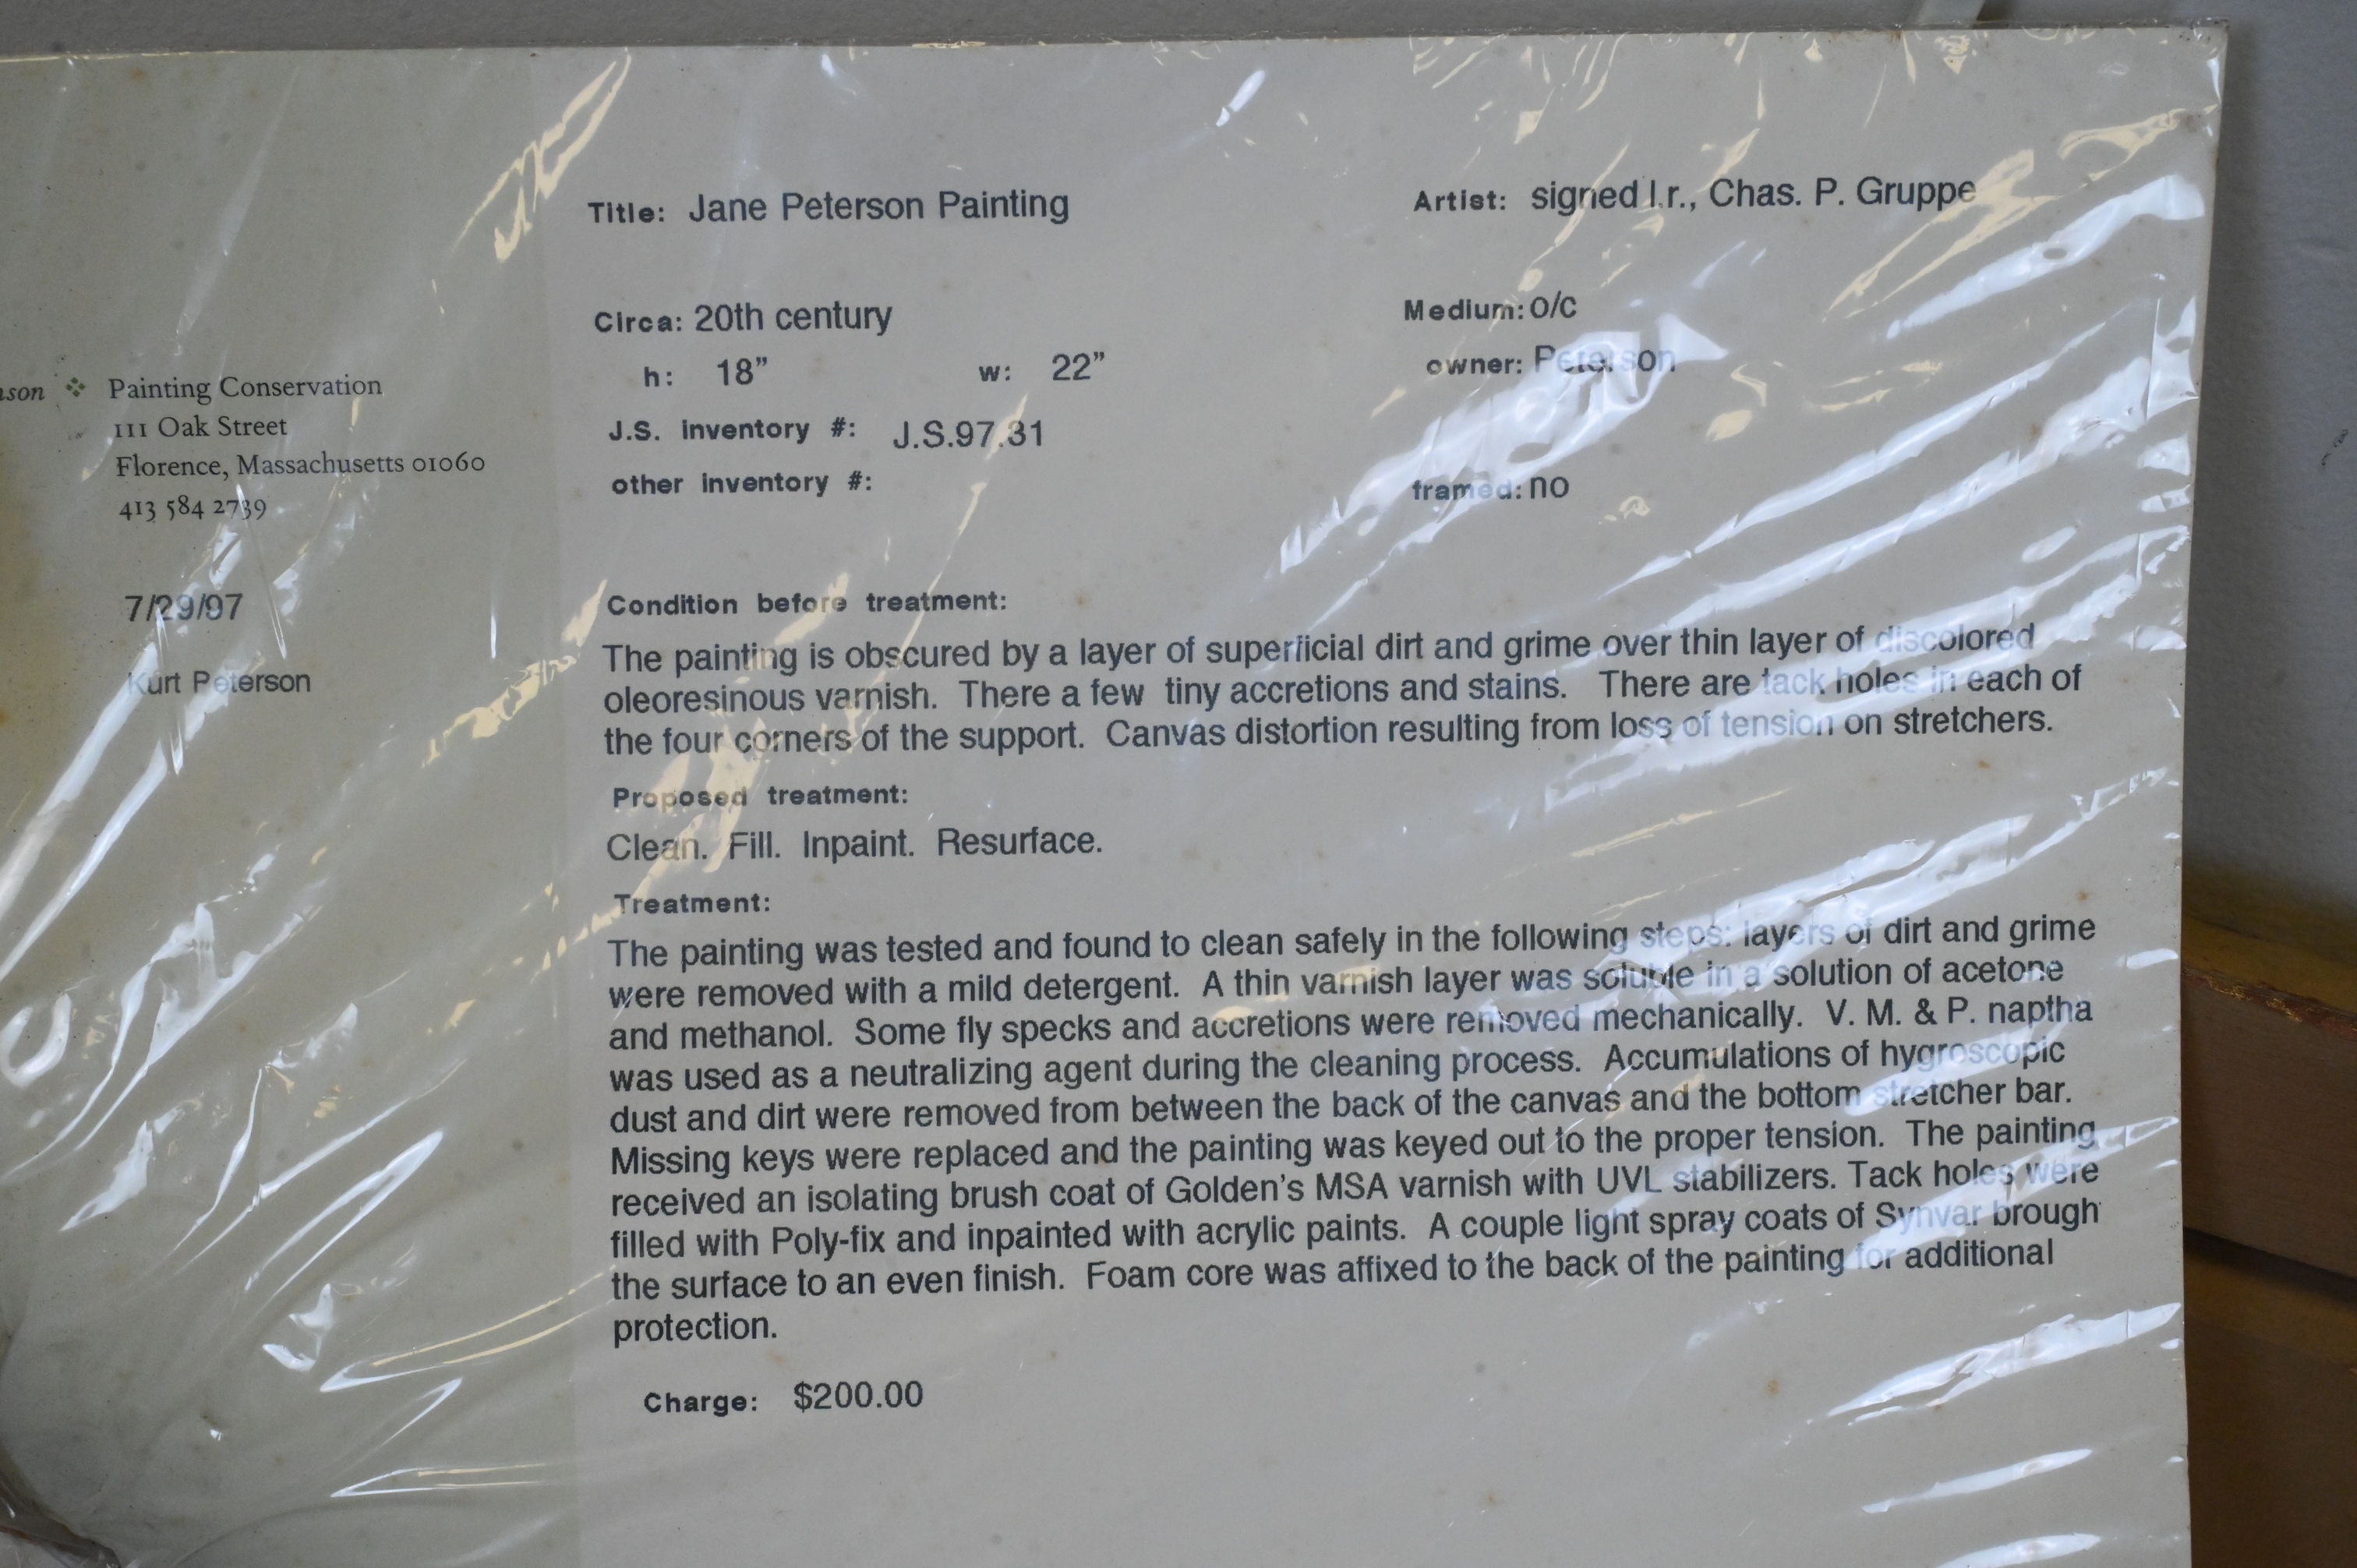 Title: Jane Peterson Painting
Artist: signed l.r., Chas. P. Gruppe
Circa: 20th century
Medium: o/c
h: 18” w: 22”
owner: Peterson
J.S. inventory #: J.S.97.31
other inventory #:
framed: no
Painting Conservation
111 Oak Street
Florence, Massachusetts 01060
413 584 2739
7/29/97
Kurt Peterson
Condition before treatment:
The painting is obscured by a layer of superficial dirt and grime over thin layer of discolored
oleoresinous varnish. There a few tiny accretions and stains. There are tack holes in each of
the four corners of the support. Canvas distortion resulting from loss of tension on stretchers.
Proposed treatment:
Clean. Fill. Inpaint. Resurface.
Treatment:
The painting was tested and found to clean safely in the following steps: layers of dirt and grime
were removed with a mild detergent. A thin varnish layer was soluble in a solution of acetone
and methanol. Some fly specks and accretions were removed mechanically. V. M. & P. naptha
was used as a neutralizing agent during the cleaning process. Accumulations of hygroscopic
dust and dirt were removed from between the back of the canvas and the bottom stretcher bar.
Missing keys were replaced and the painting was keyed out to the proper tension. The painting
received an isolating brush coat of Golden’s MSA varnish with UVL stabilizers. Tack holes were
filled with Poly-fix and inpainted with acrylic paints. A couple light spray coats of Synvar brough
the surface to an even finish. Foam core was affixed to the back of the painting for additional
protection.
Charge: $200.00